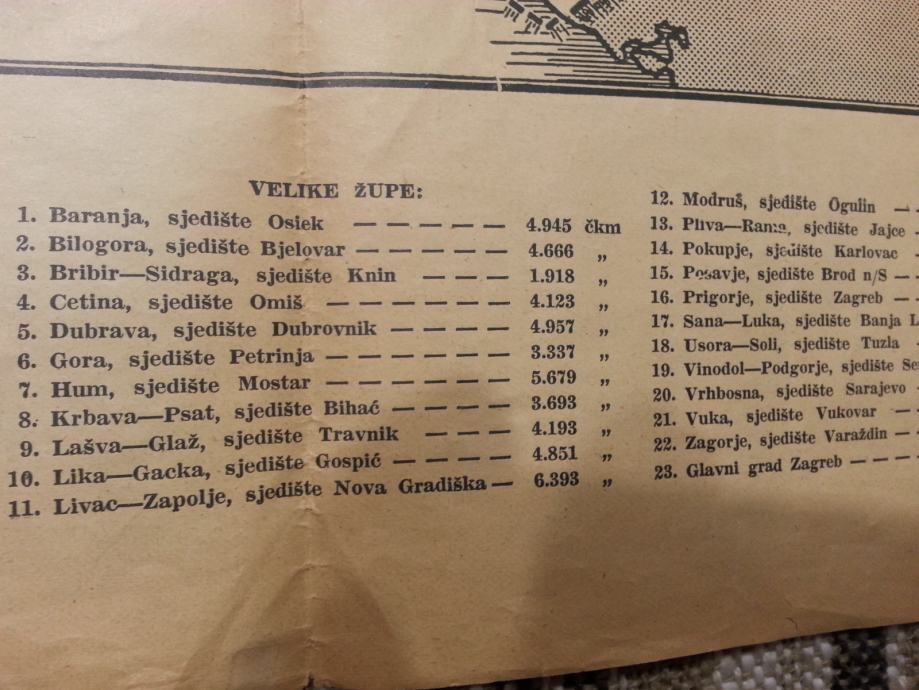 VELIKE ŽUPE:
1. Baranja, sjedište Osiek — — — — — — 4.945 čkm
2. Bilogora, sjedište Bjelovar — — — — — 4.666 „
3. Bribir—Sidraga, sjedište Knin — — — — 1.918 „
4. Cetina, sjedište Omiš — — — — — — — 4.123 „
5. Dubrava, sjedište Dubrovnik — — — — 4.957 „
6. Gora, sjedište Petrinja — — — — — — — 3.337 „
7. Hum, sjedište Mostar — — — — — — — 5.679 „
8. Krbava—Psat, sjedište Bihać — — — — 3.693 „
9. Lašva—Glaž, sjedište Travnik — — — 4.193 „
10. Lika—Gacka, sjedište Gospić — — — — 4.851 „
11. Livac—Zapolje, sjedište Nova Gradiška — 6.393 „
12. Modruš, sjedište Ogulin — —
13. Pliva—Rama, sjedište Jajce —
14. Pokupje, sjedište Karlovac —
15. Posavje, sjedište Brod n/S — —
16. Prigorje, sjedište Zagreb — —
17. Sana—Luka, sjedište Banja L
18. Usora—Soli, sjedište Tuzla —
19. Vinodol—Podgorje, sjedište Se
20. Vrhbosna, sjedište Sarajevo
21. Vuka, sjedište Vukovar — —
22. Zagorje, sjedište Varaždin — —
23. Glavni grad Zagreb — — — —